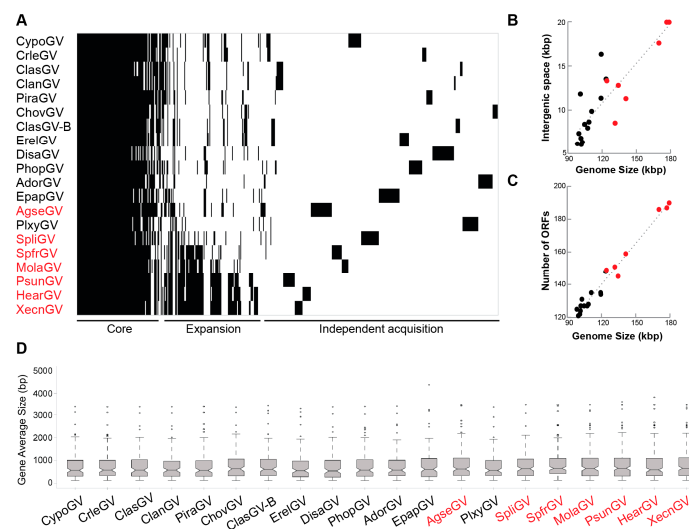 A
CypoGV
CrleGV
ClasGV
ClanGV
PiraGV
ChovGV
ClasGV-B
ErelGV
DisaGV
PhopGV
AdorGV
EpapGV
AgseGV
PlxyGV
SpliGV
SpfrGV
MolaGV
PsunGV
HearGV
XecnGV
Core Expansion Independent acquisition
B
Intergenic space (kbp)
20
15
10
5
90 120 150 180
Genome Size (kbp)
C
Number of ORFs
200
180
160
140
120
90 120 150 180
Genome Size (kbp)
D
Gene Average Size (bp)
5000
4000
3000
2000
1000
0
CypoGV CrleGV ClasGV ClanGV PiraGV ChovGV ClasGV-B ErelGV DisaGV PhopGV AdorGV EpapGV AgseGV PlxyGV SpliGV SpfrGV MolaGV PsunGV HearGV XecnGV